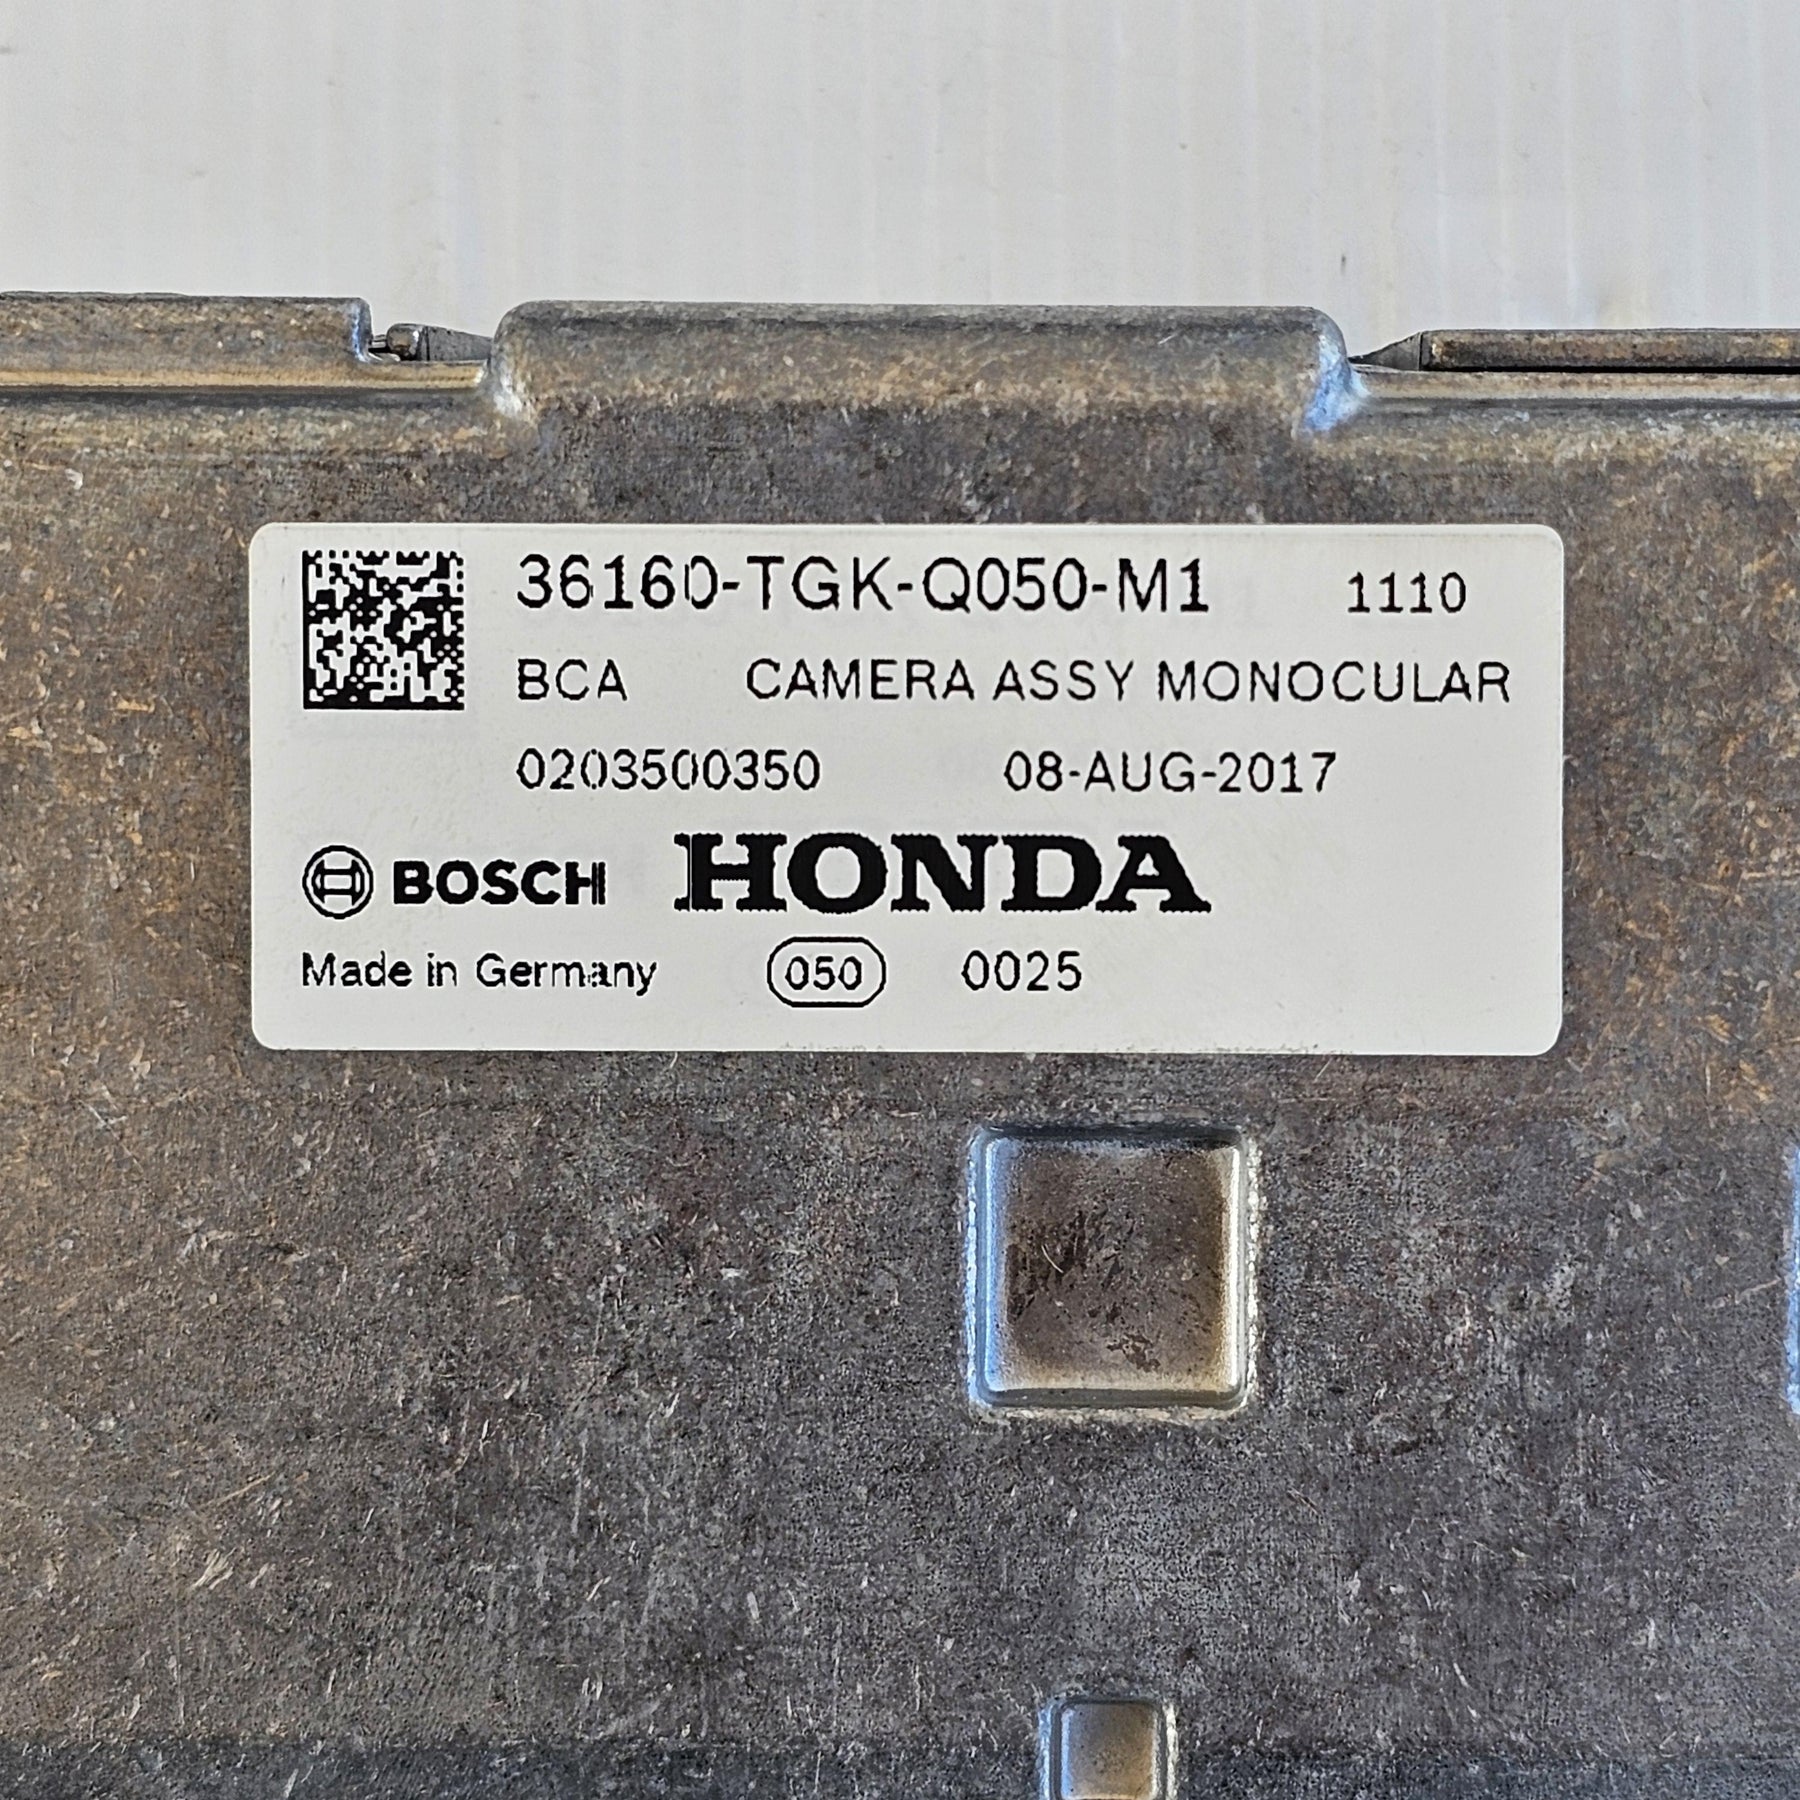 36160-TGK-Q050-M1 1110
BCA CAMERA ASSY MONOCULAR
0203500350 08-AUG-2017
BOSCH HONDA
Made in Germany 050 0025